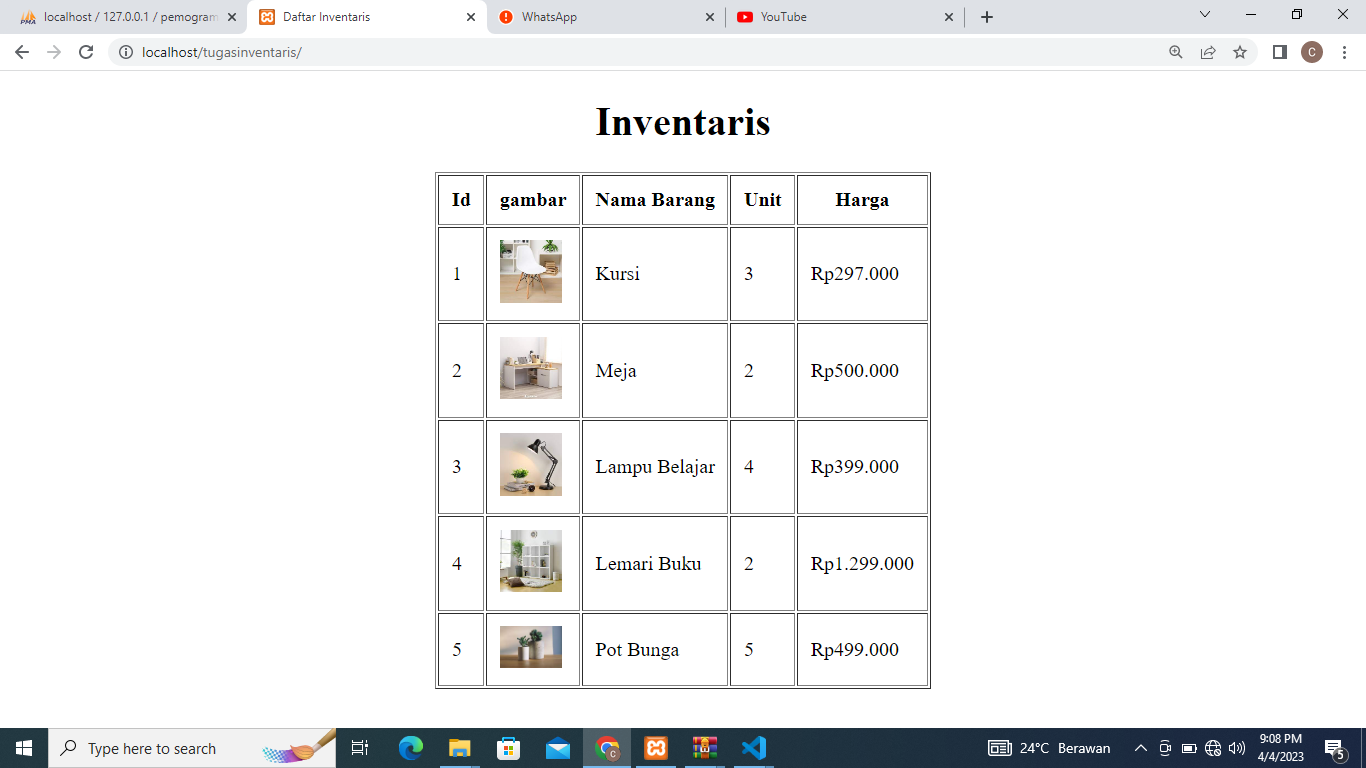 localhost / 127.0.0.1 / pemogram
Daftar Inventaris
WhatsApp
YouTube
localhost/tugasinventaris/
C
Inventaris
Id gambar Nama Barang Unit Harga
1 Kursi 3 Rp297.000
2 Meja 2 Rp500.000
3 Lampu Belajar 4 Rp399.000
4 Lemari Buku 2 Rp1.299.000
5 Pot Bunga 5 Rp499.000
Type here to search
24°C Berawan
9:08 PM
4/4/2023
5